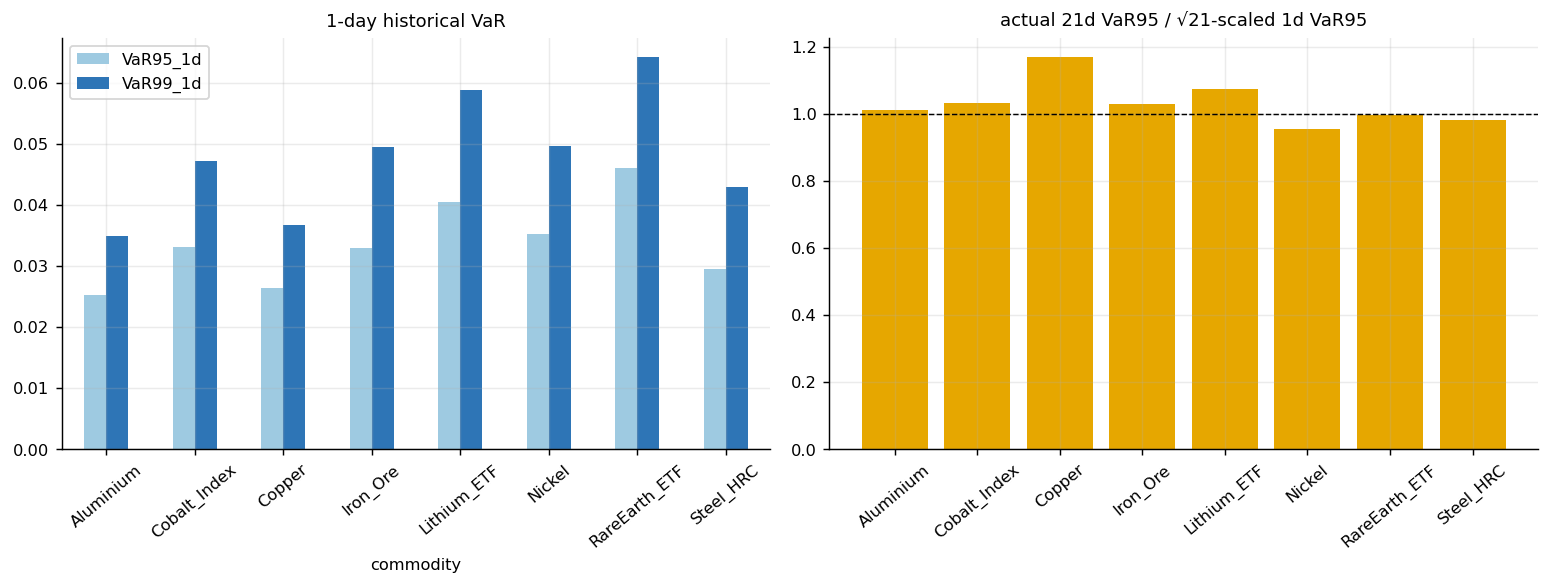 1-day historical VaR
VaR95_1d
VaR99_1d
0.06
0.05
0.04
0.03
0.02
0.01
0.00
Aluminium
Cobalt_Index
Copper
Iron_Ore
Lithium_ETF
Nickel
RareEarth_ETF
Steel_HRC
commodity
actual 21d VaR95 / √21-scaled 1d VaR95
1.2
1.0
0.8
0.6
0.4
0.2
0.0
Aluminium
Cobalt_Index
Copper
Iron_Ore
Lithium_ETF
Nickel
RareEarth_ETF
Steel_HRC